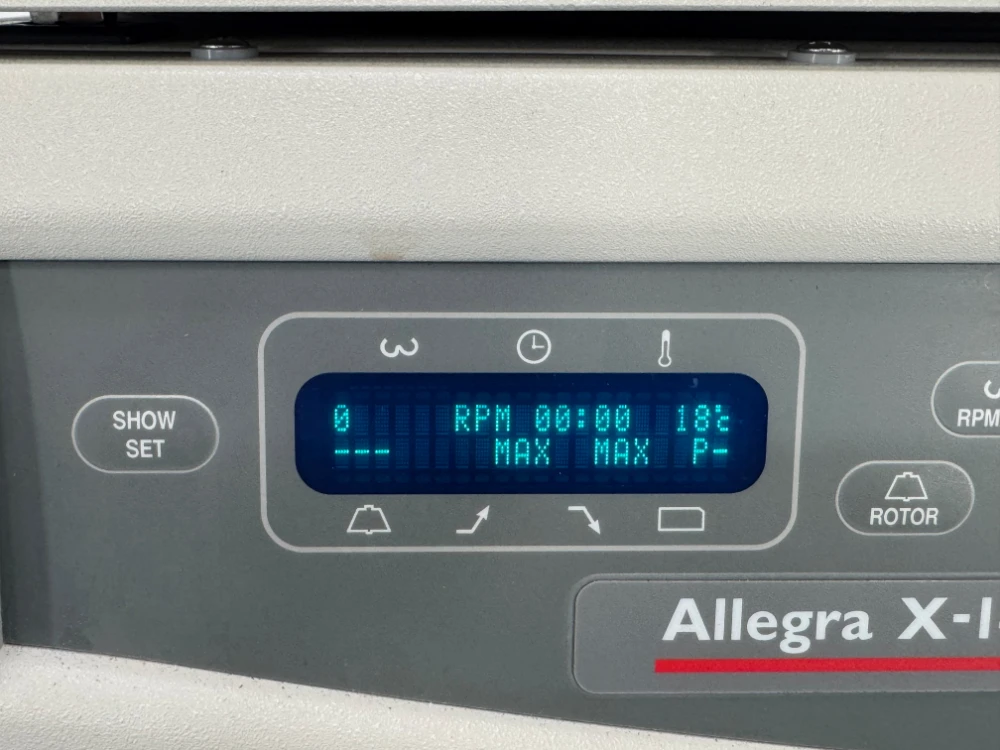 SHOW
SET
0 RPM 00:00 18°C
--- MAX MAX P-
RPM
ROTOR
Allegra X-1